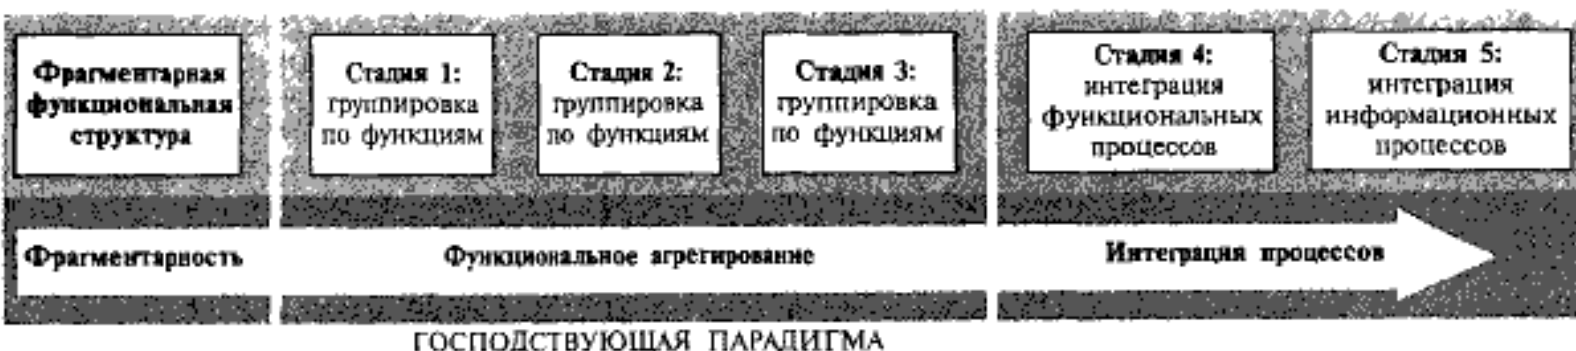 Фрагментарная
функциональная
структура
Стадия 1:
группировка
по функциям
Стадия 2:
группировка
по функциям
Стадия 3:
группировка
по функциям
Стадия 4:
интеграция
функциональных
процессов
Стадия 5:
интеграция
информационных
процессов
Фрагментарность
Функциональное агрегирование
Интеграция процессов
ГОСПОДСТВУЮЩАЯ ПАРАДИГМА